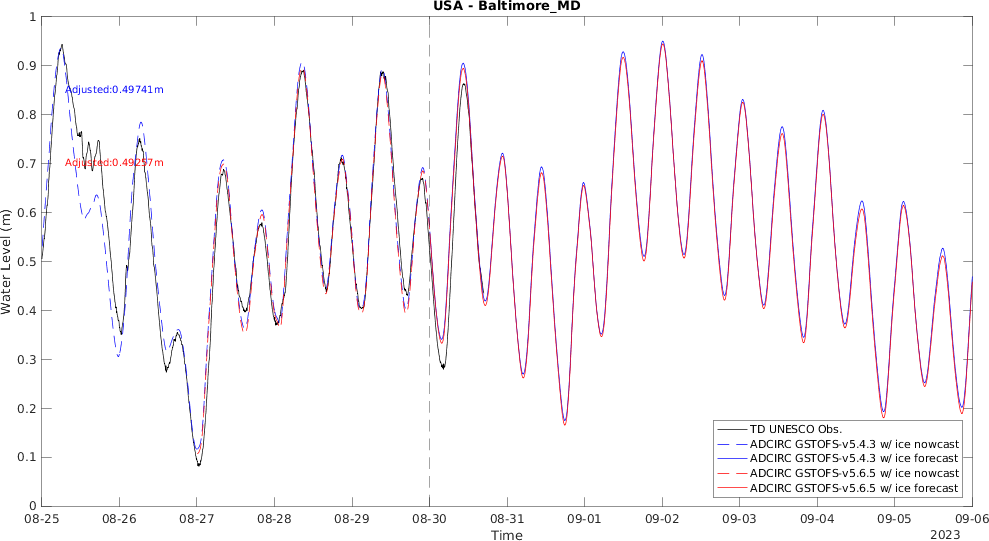 USA - Baltimore_MD
1
0.9
0.8
0.7
0.6
0.5
0.4
0.3
0.2
0.1
0
Water Level (m)
Adjusted:0.49741m
Adjusted:0.49257m
TD UNESCO Obs.
ADCIRC GSTOFS-v5.4.3 w/ ice nowcast
ADCIRC GSTOFS-v5.4.3 w/ ice forecast
ADCIRC GSTOFS-v5.6.5 w/ ice nowcast
ADCIRC GSTOFS-v5.6.5 w/ ice forecast
08-25 08-26 08-27 08-28 08-29 08-30 08-31 09-01 09-02 09-03 09-04 09-05 09-06
Time
2023